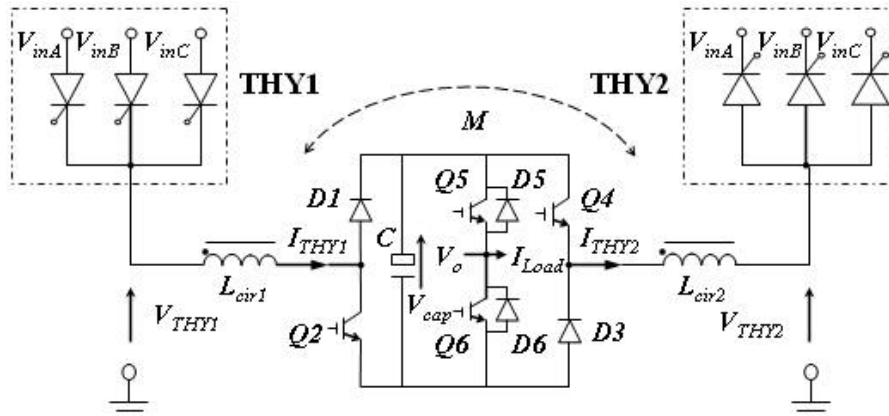 V_inA V_inB V_inC
THY1
V_inA V_inB V_inC
THY2
M
D1
Q5
D5
Q4
I_THY1
C
V_o
I_Load
I_THY2
L_cir1
V_cap
L_cir2
V_THY1
Q2
Q6
D6
D3
V_THY2